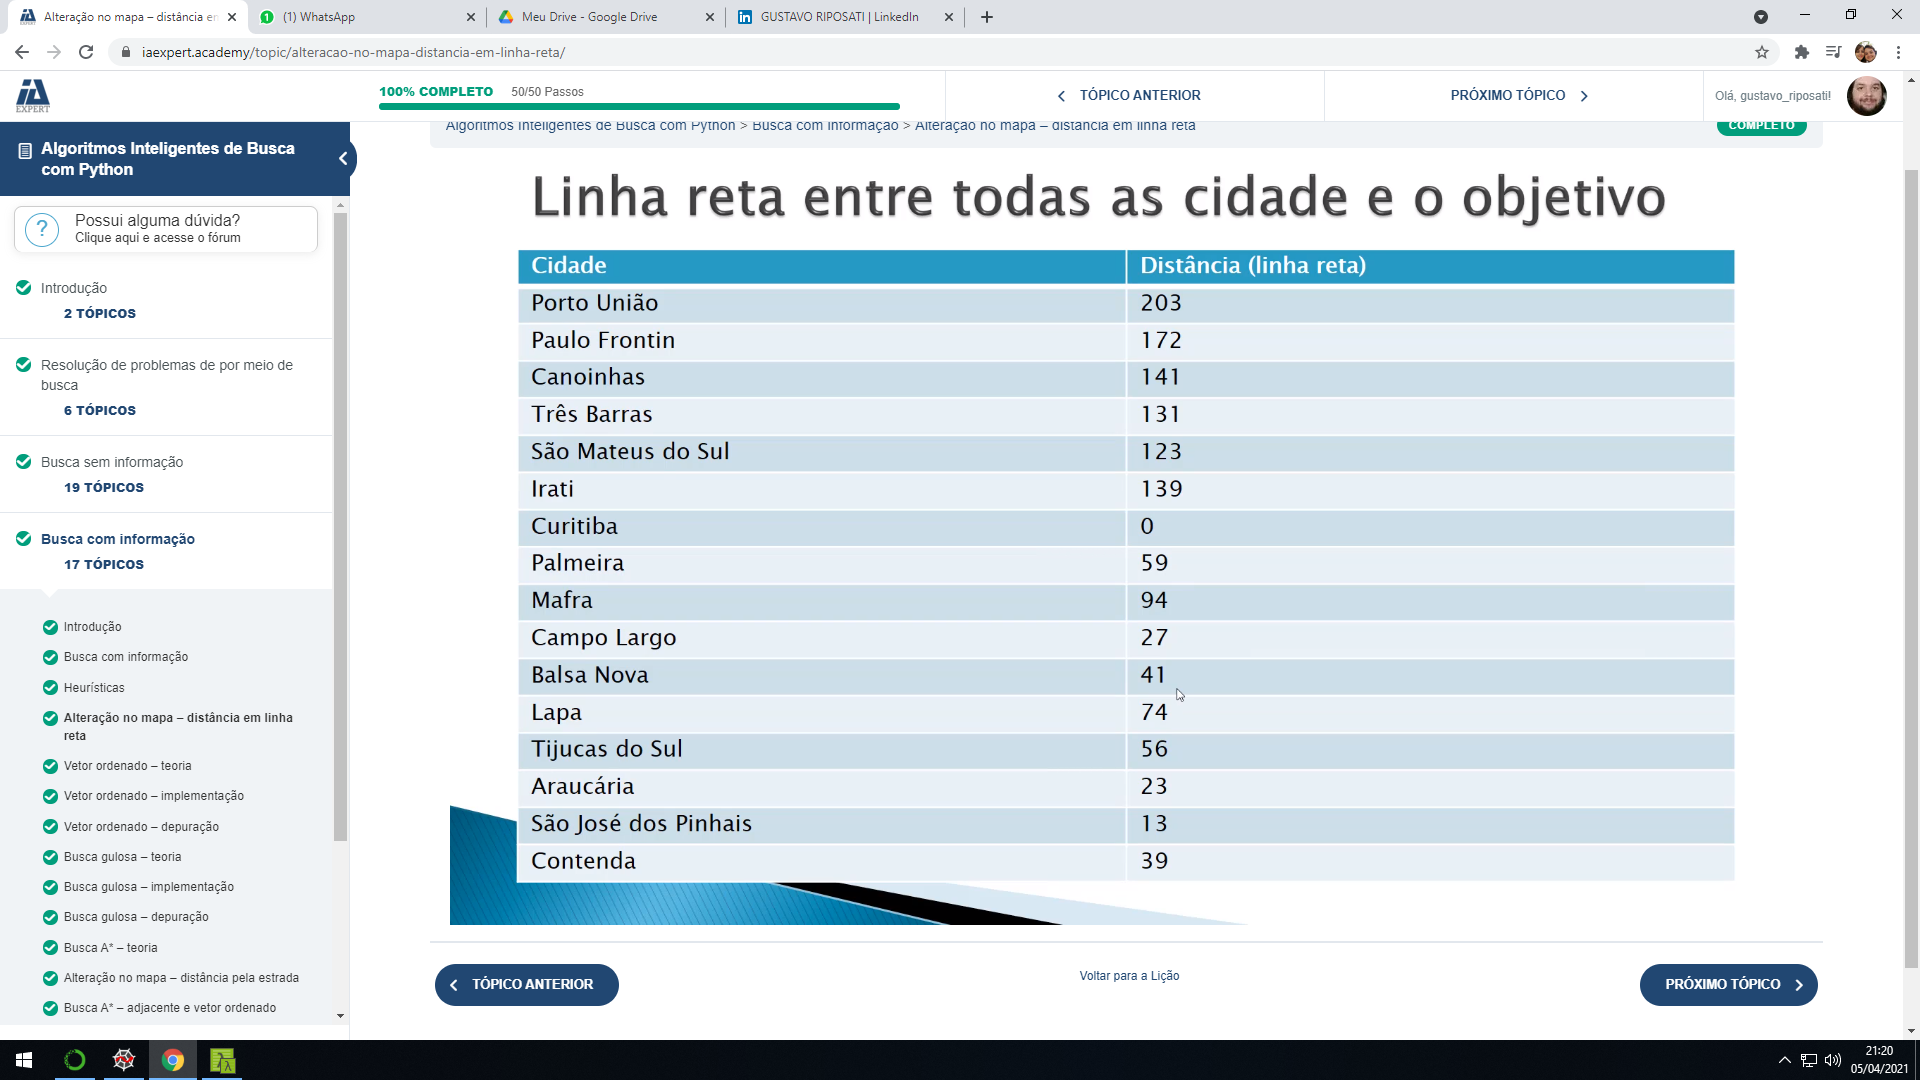 Alteração no mapa – distância en
(1) WhatsApp
Meu Drive - Google Drive
GUSTAVO RIPOSATI | LinkedIn
iaexpert.academy/topic/alteracao-no-mapa-distancia-em-linha-reta/
EXPERT
100% COMPLETO 50/50 Passos
TÓPICO ANTERIOR
PRÓXIMO TÓPICO
Olá, gustavo_riposati!
Algoritmos Inteligentes de Busca com Python
Algoritmos Inteligentes de Busca com Python > Busca com informação > Alteração no mapa – distância em linha reta
COMPLETO
Possui alguma dúvida?
Clique aqui e acesse o fórum
Introdução
2 TÓPICOS
Resolução de problemas de por meio de
busca
6 TÓPICOS
Busca sem informação
19 TÓPICOS
Busca com informação
17 TÓPICOS
Introdução
Busca com informação
Heurísticas
Alteração no mapa – distância em linha
reta
Vetor ordenado – teoria
Vetor ordenado – implementação
Vetor ordenado – depuração
Busca gulosa – teoria
Busca gulosa – implementação
Busca gulosa – depuração
Busca A* – teoria
Alteração no mapa – distância pela estrada
Busca A* – adjacente e vetor ordenado
Linha reta entre todas as cidade e o objetivo
Cidade Distância (linha reta)
Porto União 203
Paulo Frontin 172
Canoinhas 141
Três Barras 131
São Mateus do Sul 123
Irati 139
Curitiba 0
Palmeira 59
Mafra 94
Campo Largo 27
Balsa Nova 41
Lapa 74
Tijucas do Sul 56
Araucária 23
São José dos Pinhais 13
Contenda 39
TÓPICO ANTERIOR
Voltar para a Lição
PRÓXIMO TÓPICO
21:20
05/04/2021